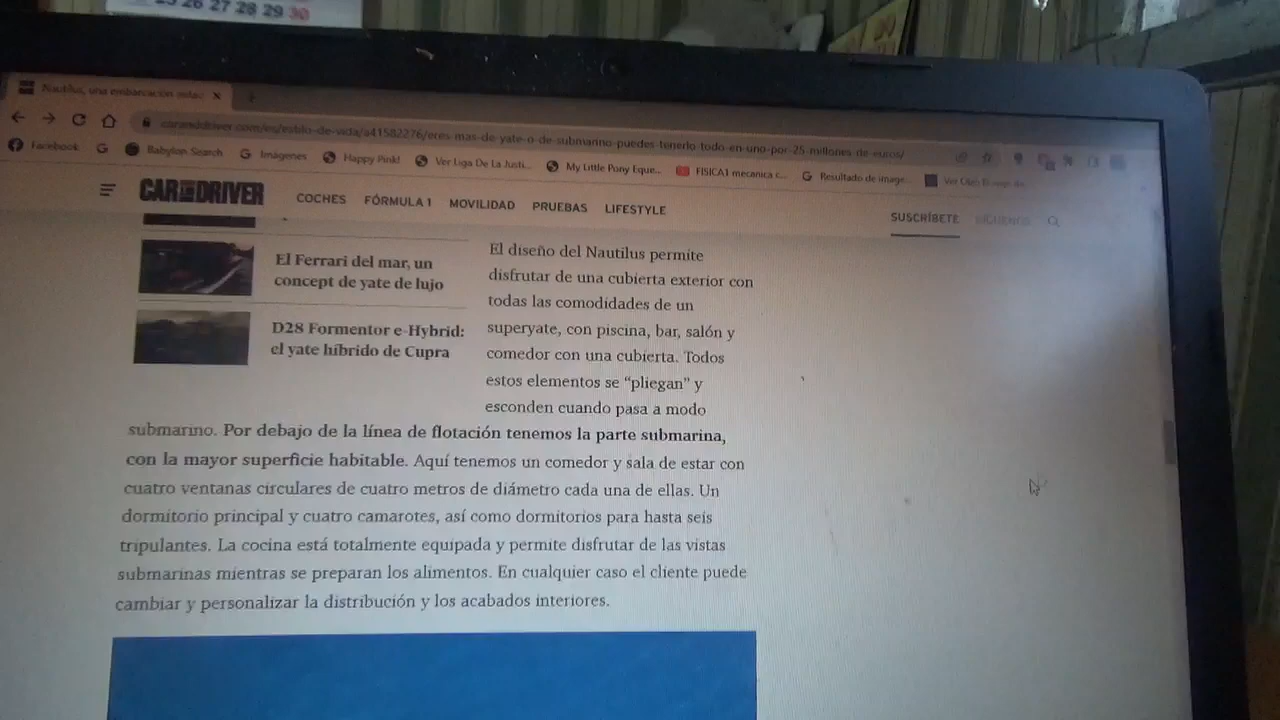 25 26 27 28 29 30
Nautilus, una embarcación
caranddriver.com/es/estilo-de-vida/a41582276/eres-mas-de-yate-o-de-submarino-puedes-tenerlo-todo-en-uno-por-25-millones-de-euros/
Facebook Babylon Search Imágenes Happy Pink! Ver Liga De La Justi... My Little Pony Eque... FISICA1 mecanica c... Resultado de image...
CAR AND DRIVER COCHES FÓRMULA 1 MOVILIDAD PRUEBAS LIFESTYLE SUSCRÍBETE SÍGUENOS
El Ferrari del mar, un
concept de yate de lujo
D28 Formentor e-Hybrid:
el yate híbrido de Cupra
El diseño del Nautilus permite
disfrutar de una cubierta exterior con
todas las comodidades de un
superyate, con piscina, bar, salón y
comedor con una cubierta. Todos
estos elementos se “pliegan” y
esconden cuando pasa a modo
submarino. Por debajo de la línea de flotación tenemos la parte submarina,
con la mayor superficie habitable. Aquí tenemos un comedor y sala de estar con
cuatro ventanas circulares de cuatro metros de diámetro cada una de ellas. Un
dormitorio principal y cuatro camarotes, así como dormitorios para hasta seis
tripulantes. La cocina está totalmente equipada y permite disfrutar de las vistas
submarinas mientras se preparan los alimentos. En cualquier caso el cliente puede
cambiar y personalizar la distribución y los acabados interiores.